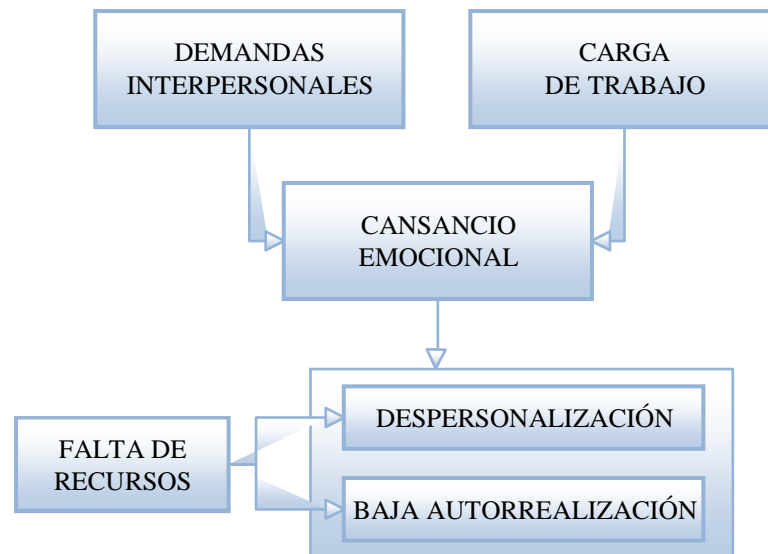 DEMANDAS
INTERPERSONALES
CARGA
DE TRABAJO
CANSANCIO
EMOCIONAL
DESPERSONALIZACIÓN
FALTA DE
RECURSOS
BAJA AUTORREALIZACIÓN